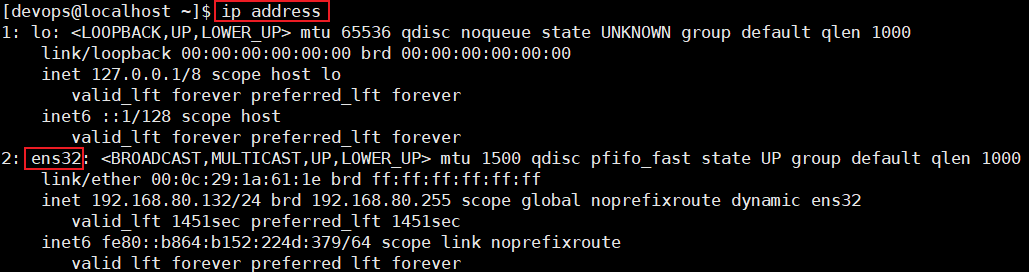 [devops@localhost ~]$ ip address
1: lo: <LOOPBACK,UP,LOWER_UP> mtu 65536 qdisc noqueue state UNKNOWN group default qlen 1000
    link/loopback 00:00:00:00:00:00 brd 00:00:00:00:00:00
    inet 127.0.0.1/8 scope host lo
       valid_lft forever preferred_lft forever
    inet6 ::1/128 scope host
       valid_lft forever preferred_lft forever
2: ens32: <BROADCAST,MULTICAST,UP,LOWER_UP> mtu 1500 qdisc pfifo_fast state UP group default qlen 1000
    link/ether 00:0c:29:1a:61:1e brd ff:ff:ff:ff:ff:ff
    inet 192.168.80.132/24 brd 192.168.80.255 scope global noprefixroute dynamic ens32
       valid_lft 1451sec preferred_lft 1451sec
    inet6 fe80::b864:b152:224d:379/64 scope link noprefixroute
       valid_lft forever preferred_lft forever